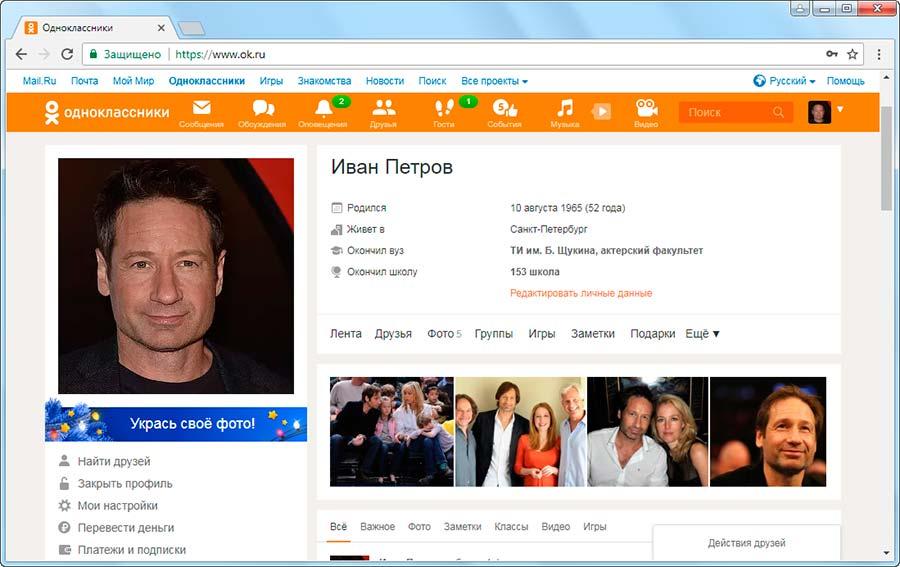 Одноклассники
Защищено https://www.ok.ru
Mail.Ru Почта Мой Мир Одноклассники Игры Знакомства Новости Поиск Все проекты Русский Помощь
одноклассники Сообщения Обсуждения 2 Оповещения Друзья 1 Гости 5 События Музыка Видео Поиск
Иван Петров
Родился 10 августа 1965 (52 года)
Живет в Санкт-Петербург
Окончил вуз ТИ им. Б. Щукина, актерский факультет
Окончил школу 153 школа
Редактировать личные данные
Лента Друзья Фото 5 Группы Игры Заметки Подарки Ещё
Укрась своё фото!
Найти друзей
Закрыть профиль
Мои настройки
Перевести деньги
Платежи и подписки
Всё Важное Фото Заметки Классы Видео Игры
Действия друзей